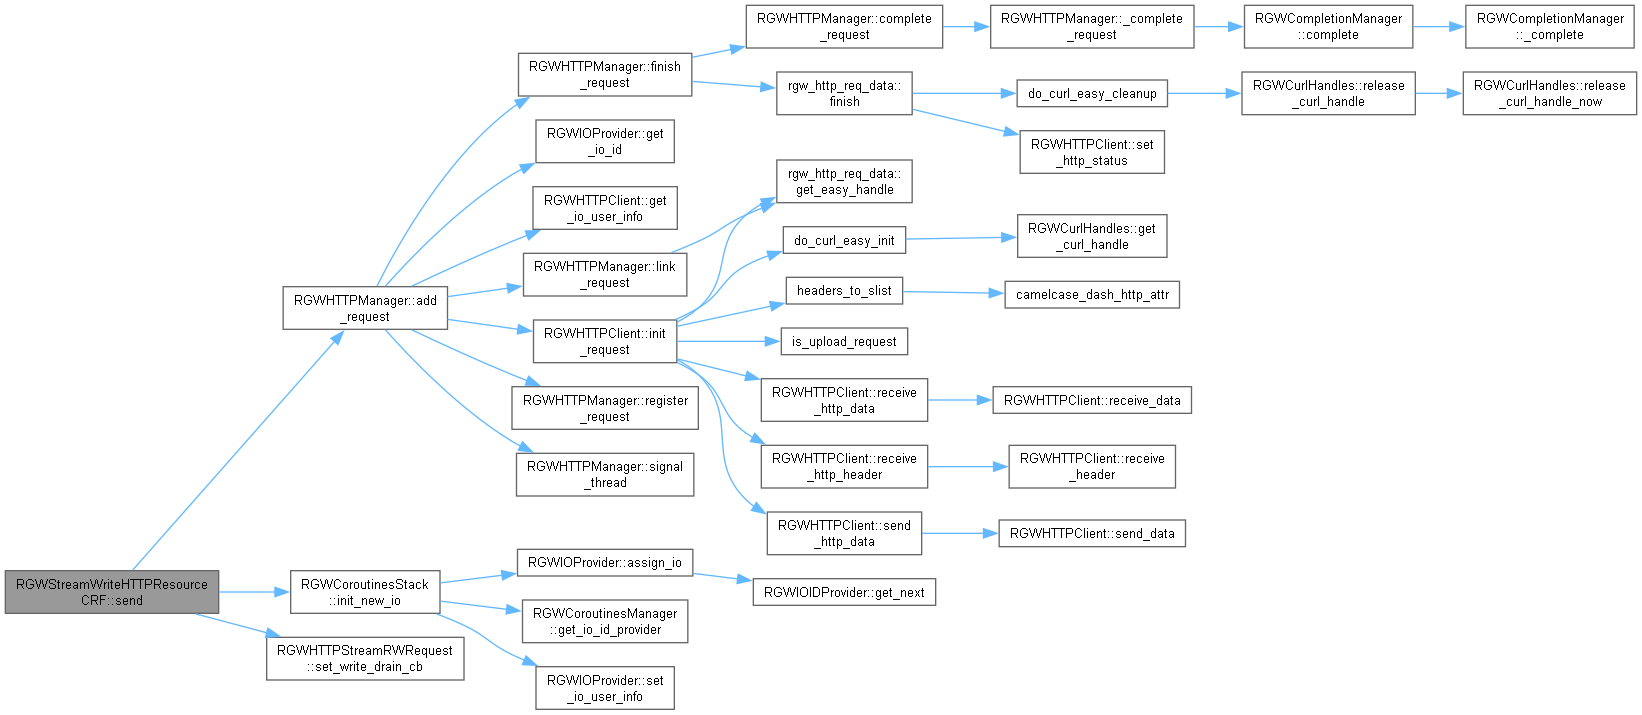 RGWStreamWriteHTTPResource
CRF::send
RGWHTTPManager::add
_request
RGWHTTPManager::finish
_request
RGWHTTPManager::complete
_request
RGWHTTPManager::_complete
_request
RGWCompletionManager
::complete
RGWCompletionManager
::_complete
rgw_http_req_data::
finish
do_curl_easy_cleanup
RGWCurlHandles::release
_curl_handle
RGWCurlHandles::release
_curl_handle_now
RGWHTTPClient::set
_http_status
RGWIOProvider::get
_io_id
RGWHTTPClient::get
_io_user_info
RGWHTTPManager::link
_request
rgw_http_req_data::
get_easy_handle
RGWHTTPClient::init
_request
do_curl_easy_init
RGWCurlHandles::get
_curl_handle
headers_to_slist
camelcase_dash_http_attr
is_upload_request
RGWHTTPClient::receive
_http_data
RGWHTTPClient::receive_data
RGWHTTPClient::receive
_http_header
RGWHTTPClient::receive
_header
RGWHTTPClient::send
_http_data
RGWHTTPClient::send_data
RGWHTTPManager::register
_request
RGWHTTPManager::signal
_thread
RGWCoroutinesStack
::init_new_io
RGWIOProvider::assign_io
RGWIOIDProvider::get_next
RGWCoroutinesManager
::get_io_id_provider
RGWIOProvider::set
_io_user_info
RGWHTTPStreamRWRequest
::set_write_drain_cb